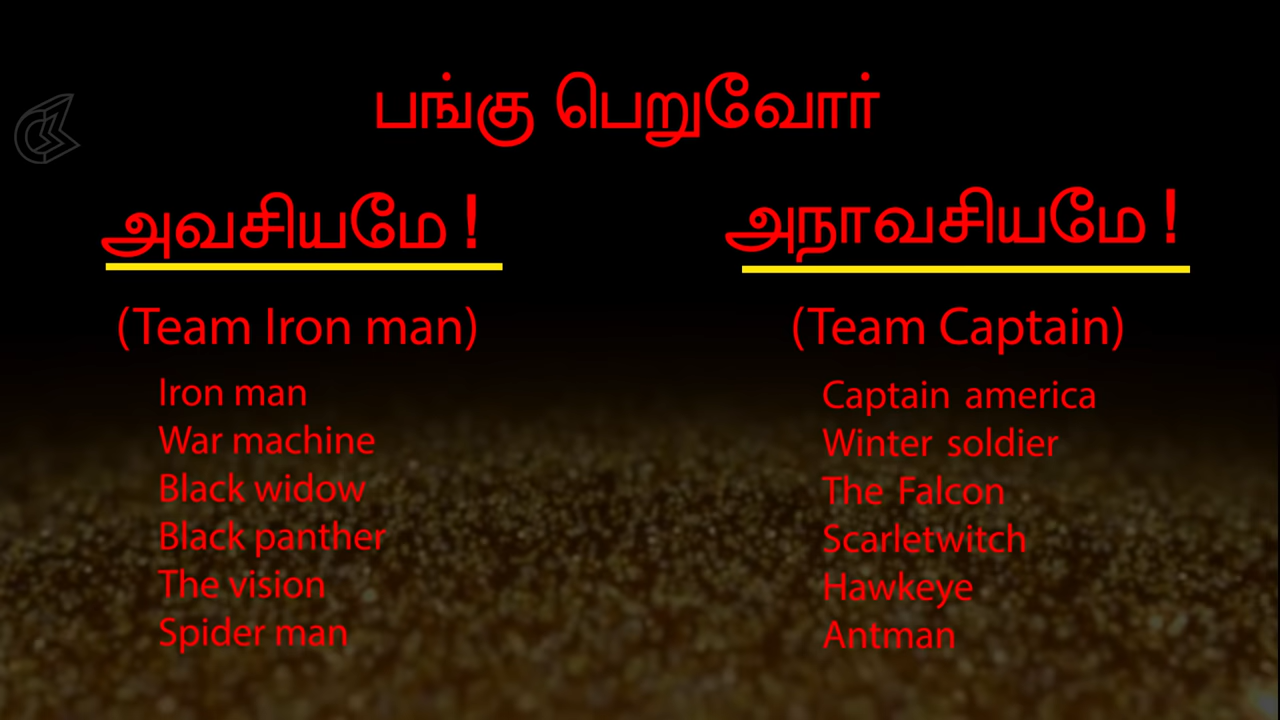 பங்கு பெறுவோர்
அவசியமே !
(Team Iron man)
Iron man
War machine
Black widow
Black panther
The vision
Spider man
அநாவசியமே !
(Team Captain)
Captain america
Winter soldier
The Falcon
Scarletwitch
Hawkeye
Antman